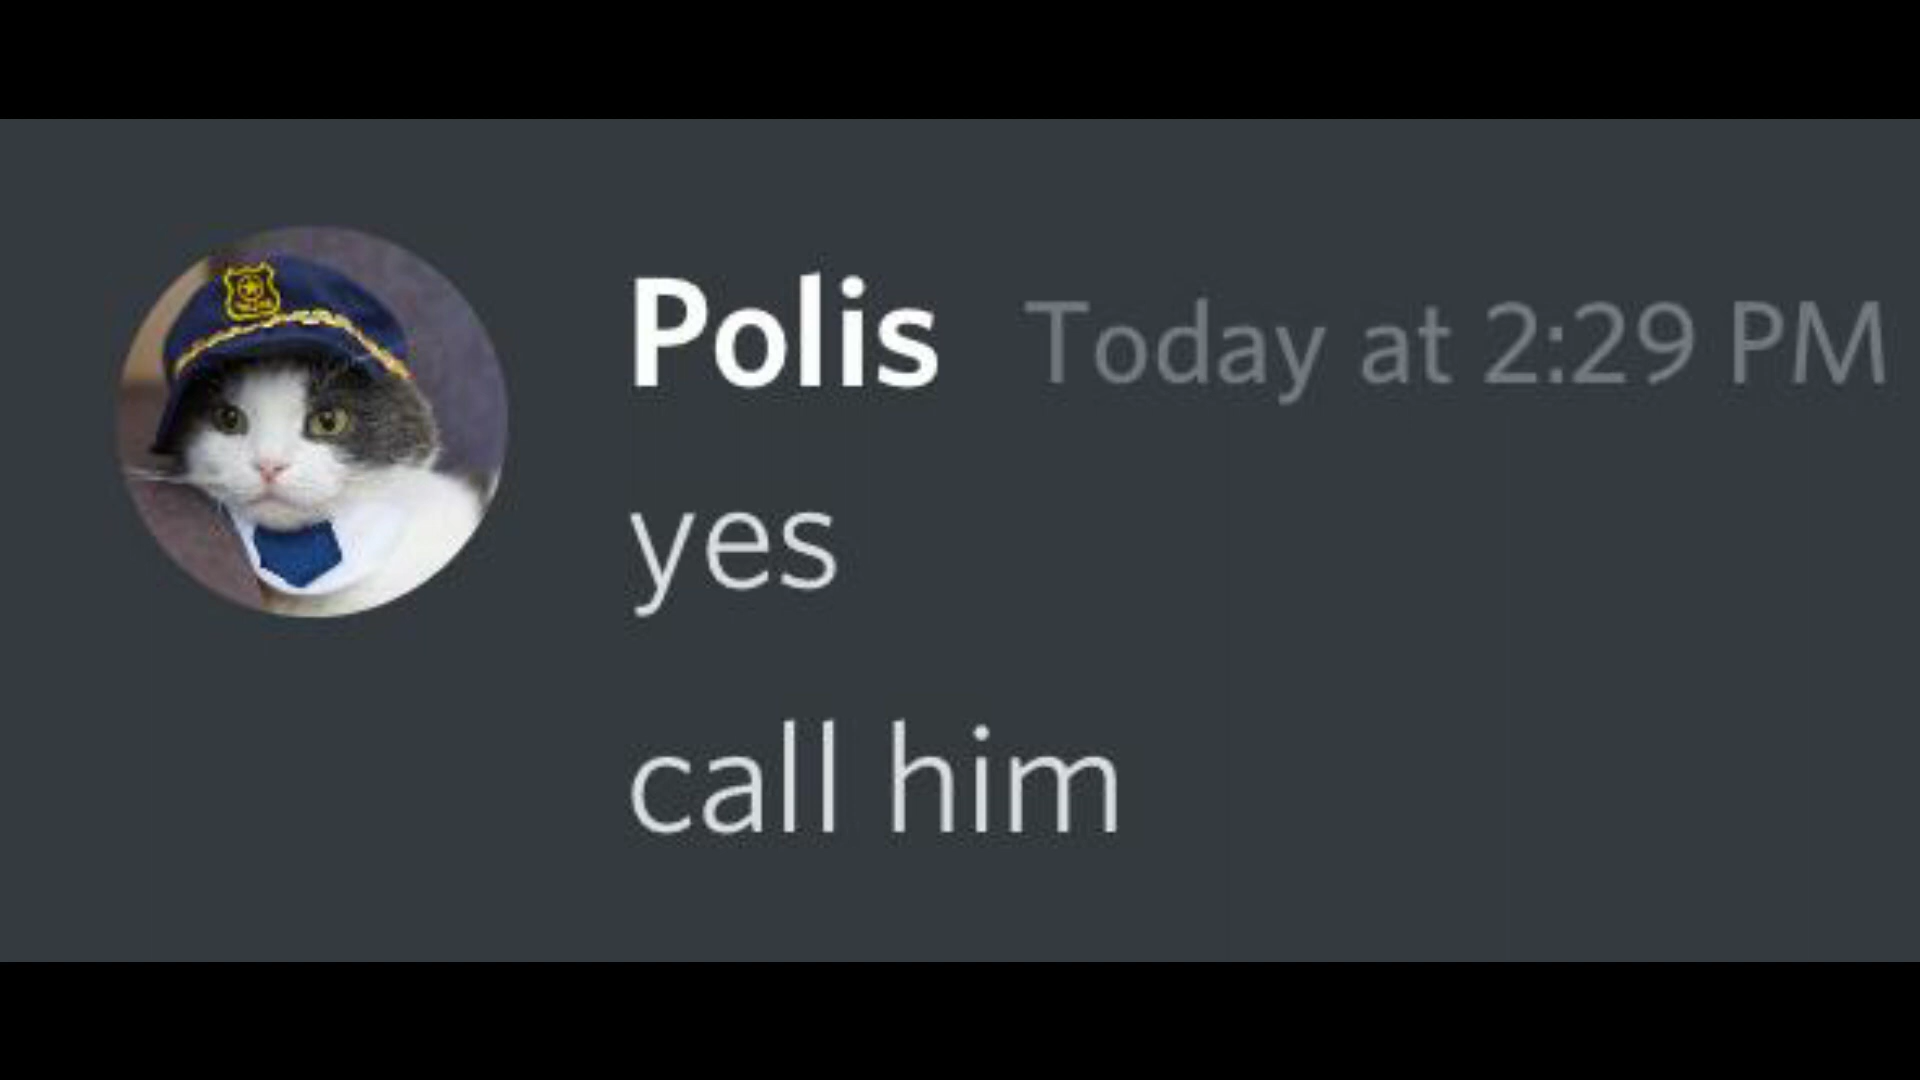 Polis Today at 2:29 PM
yes
call him